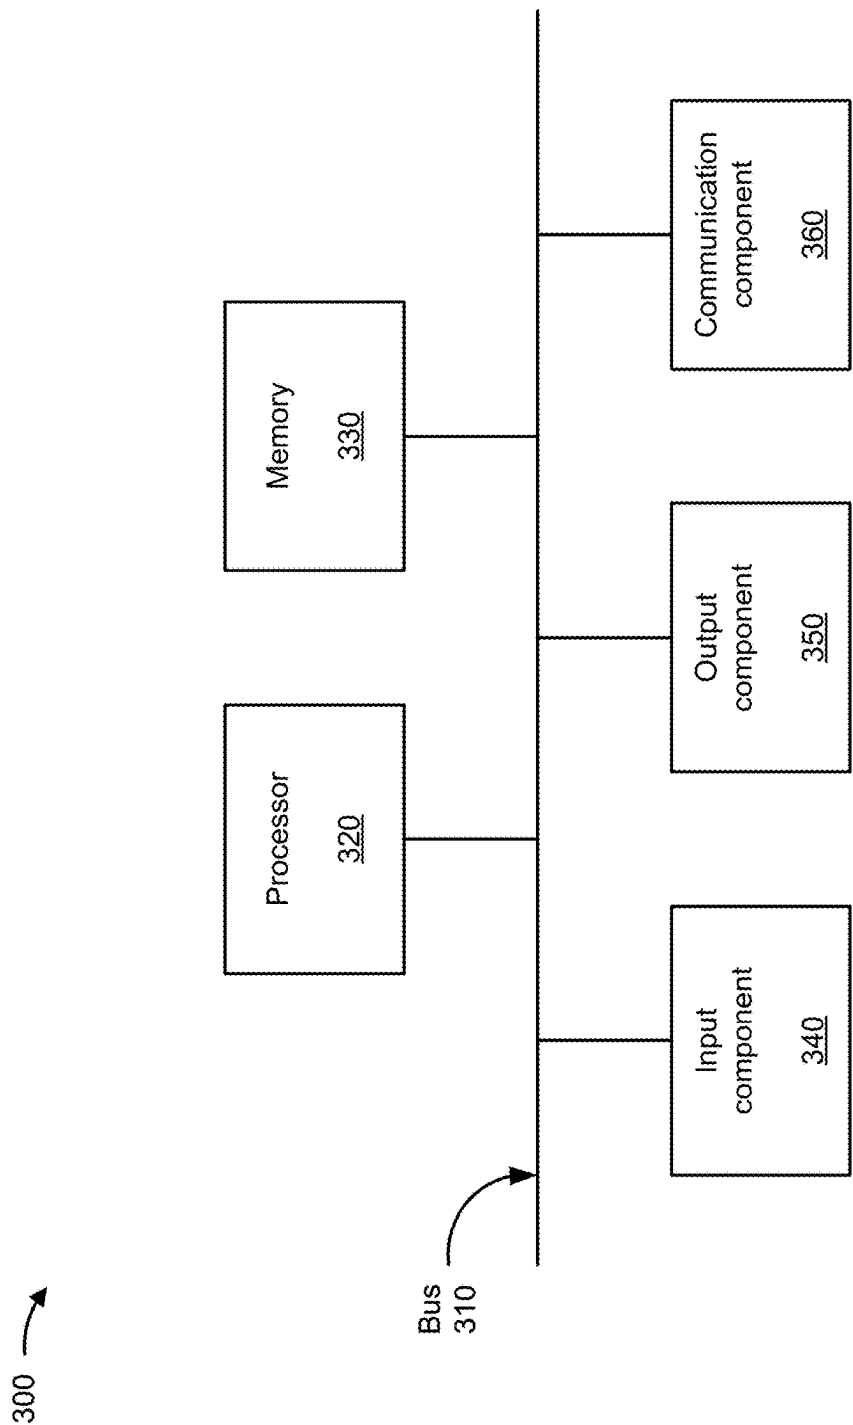 300
Bus
310
Processor
320
Memory
330
Input
component
340
Output
component
350
Communication
component
360